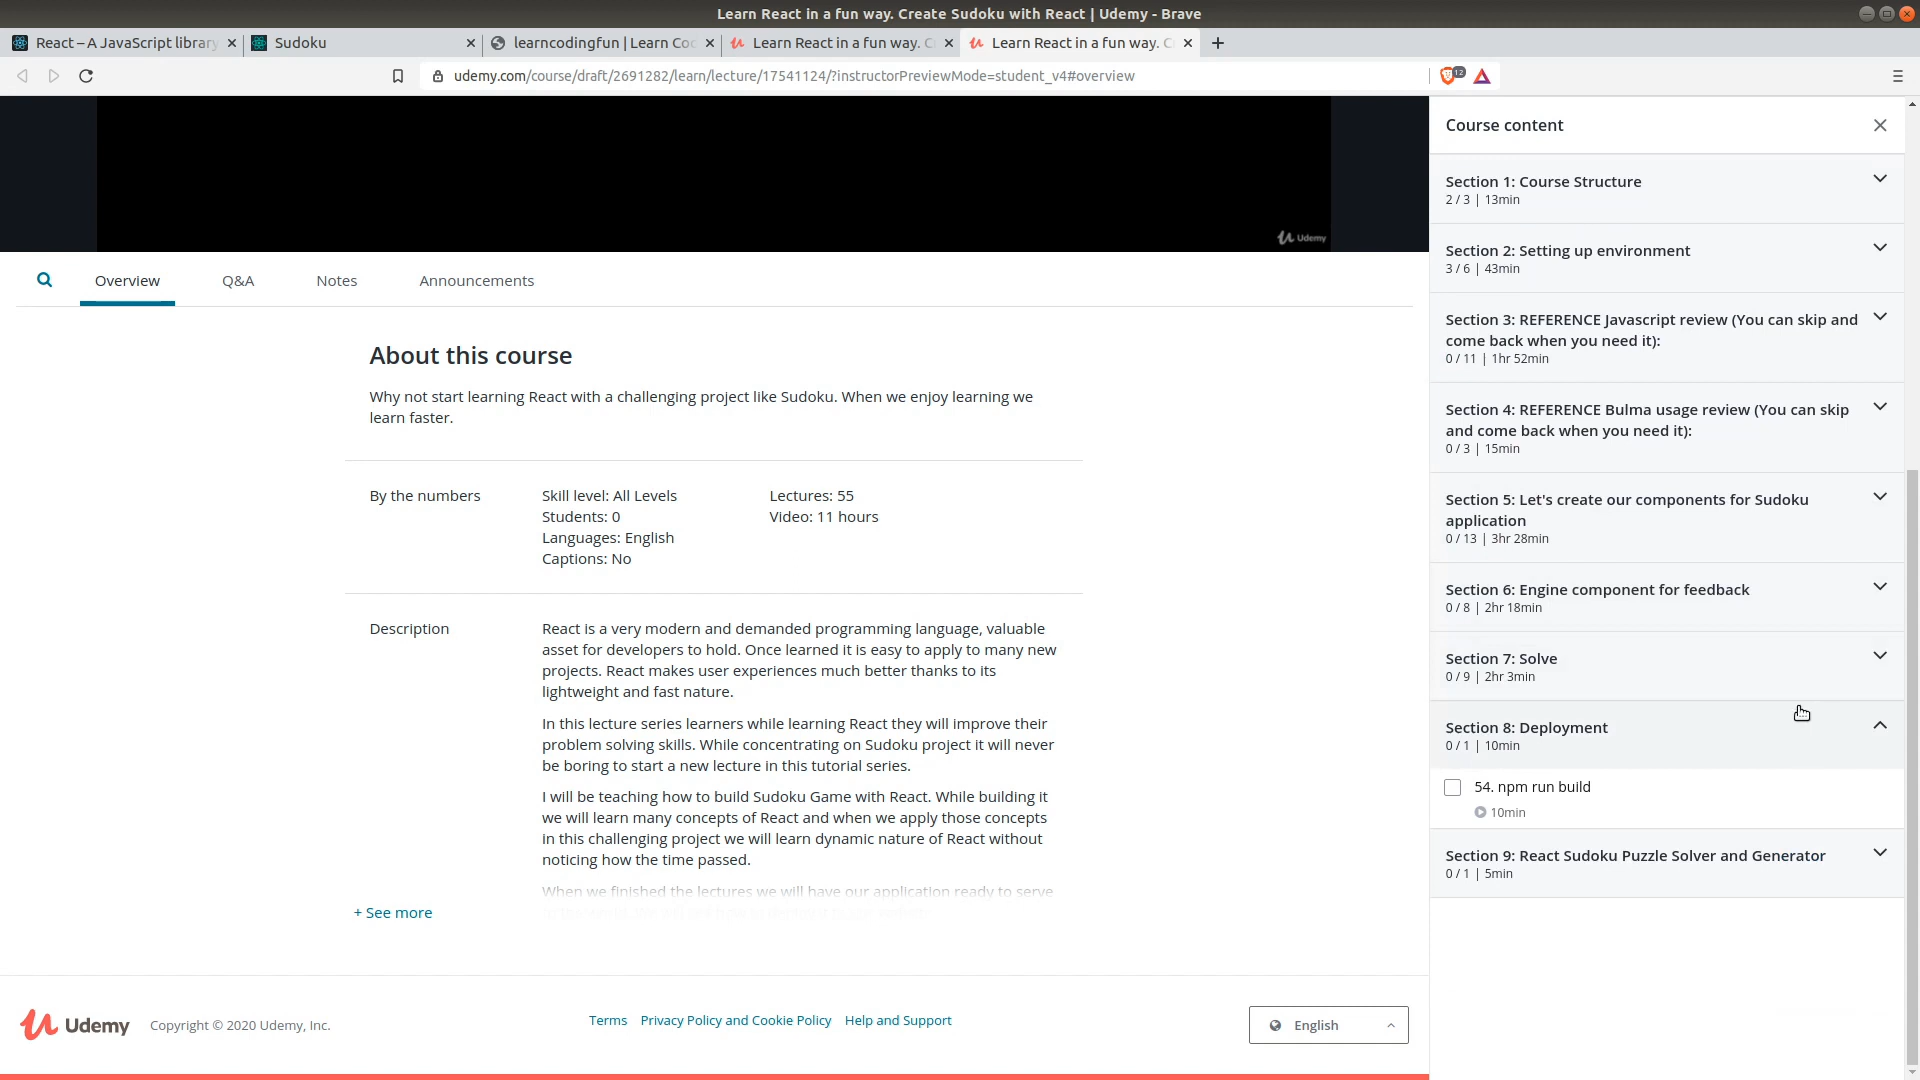 Learn React in a fun way. Create Sudoku with React | Udemy - Brave
React – A JavaScript library
Sudoku
learncodingfun | Learn Coc
Learn React in a fun way. C
Learn React in a fun way. C
udemy.com/course/draft/2691282/learn/lecture/17541124/?instructorPreviewMode=student_v4#overview
12
Udemy
Overview
Q&A
Notes
Announcements
About this course
Why not start learning React with a challenging project like Sudoku. When we enjoy learning we
learn faster.
By the numbers
Skill level: All Levels
Students: 0
Languages: English
Captions: No
Lectures: 55
Video: 11 hours
Description
React is a very modern and demanded programming language, valuable
asset for developers to hold. Once learned it is easy to apply to many new
projects. React makes user experiences much better thanks to its
lightweight and fast nature.
In this lecture series learners while learning React they will improve their
problem solving skills. While concentrating on Sudoku project it will never
be boring to start a new lecture in this tutorial series.
I will be teaching how to build Sudoku Game with React. While building it
we will learn many concepts of React and when we apply those concepts
in this challenging project we will learn dynamic nature of React without
noticing how the time passed.
When we finished the lectures we will have our application ready to serve
+ See more
Course content
Section 1: Course Structure
2 / 3 | 13min
Section 2: Setting up environment
3 / 6 | 43min
Section 3: REFERENCE Javascript review (You can skip and
come back when you need it):
0 / 11 | 1hr 52min
Section 4: REFERENCE Bulma usage review (You can skip
and come back when you need it):
0 / 3 | 15min
Section 5: Let's create our components for Sudoku
application
0 / 13 | 3hr 28min
Section 6: Engine component for feedback
0 / 8 | 2hr 18min
Section 7: Solve
0 / 9 | 2hr 3min
Section 8: Deployment
0 / 1 | 10min
54. npm run build
10min
Section 9: React Sudoku Puzzle Solver and Generator
0 / 1 | 5min
Udemy
Copyright © 2020 Udemy, Inc.
Terms
Privacy Policy and Cookie Policy
Help and Support
English